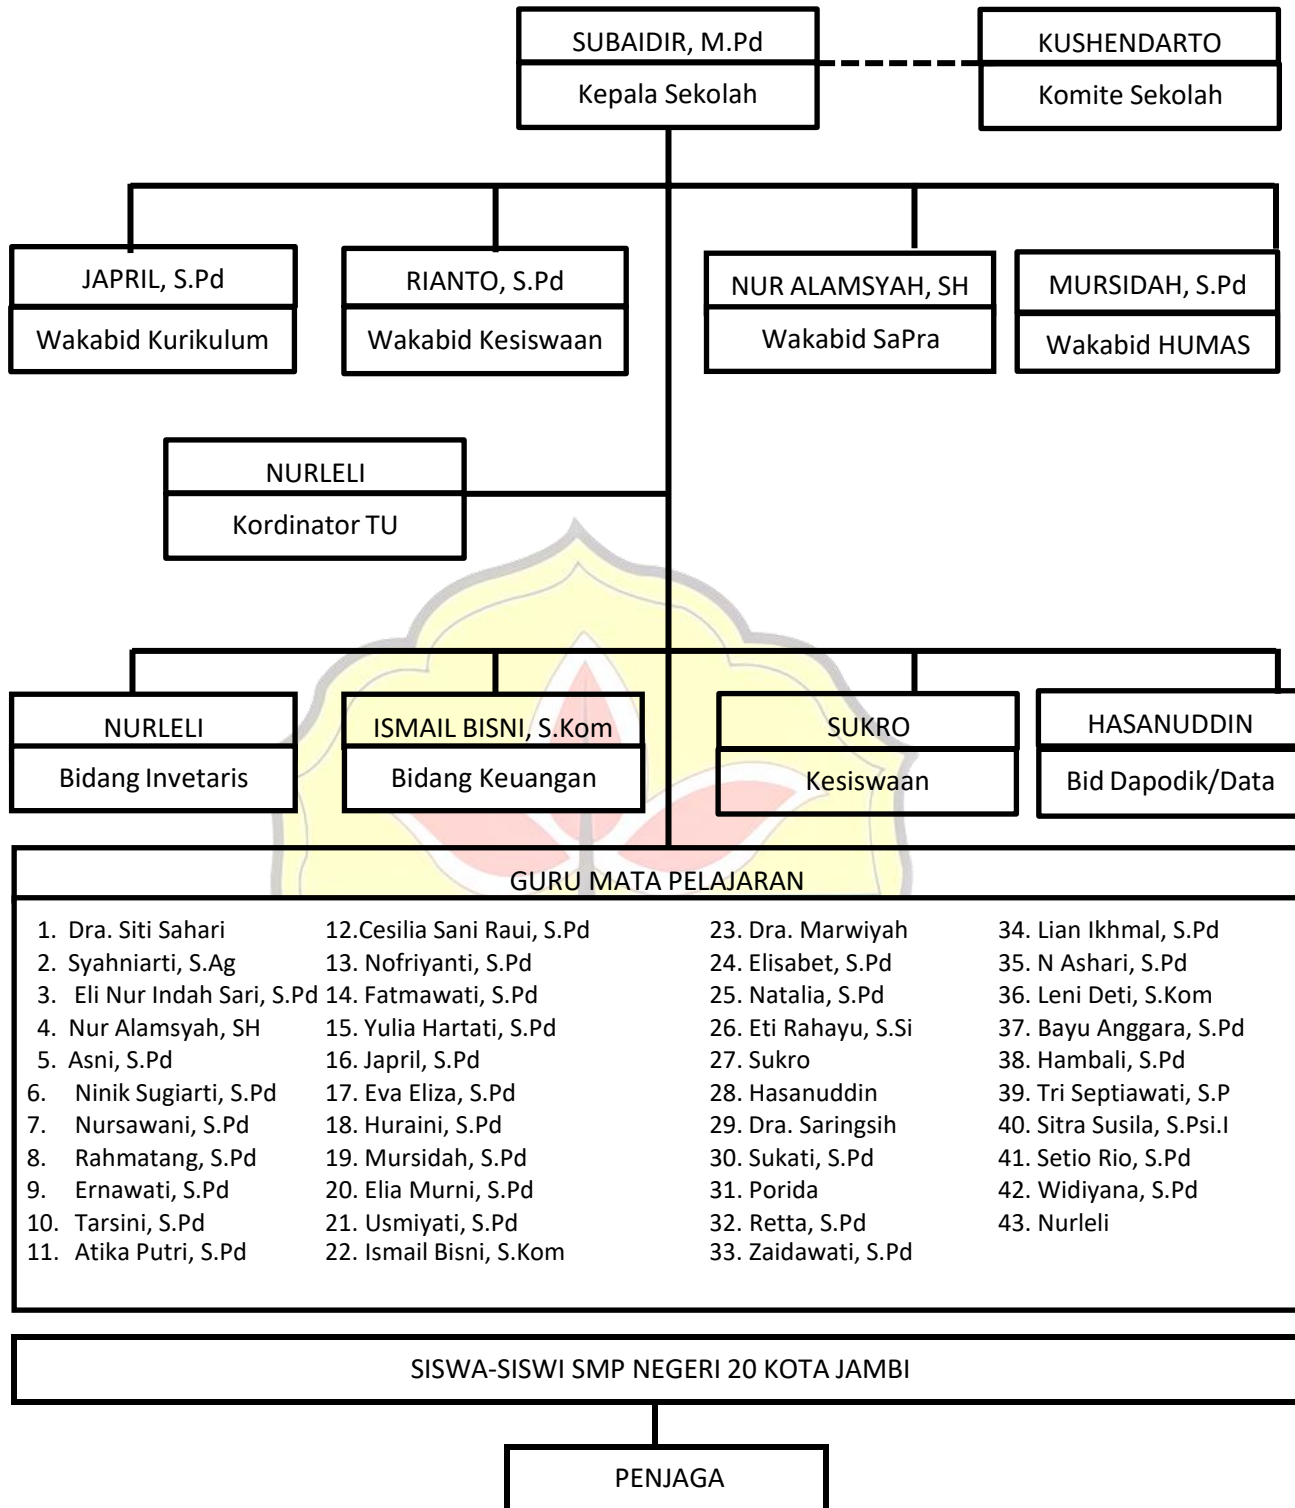 SUBAIDIR, M.Pd
Kepala Sekolah
KUSHENDARTO
Komite Sekolah
JAPRIL, S.Pd
Wakabid Kurikulum
RIANTO, S.Pd
Wakabid Kesiswaan
NUR ALAMSYAH, SH
Wakabid SaPra
MURSIDAH, S.Pd
Wakabid HUMAS
NURLELI
Kordinator TU
NURLELI
Bidang Invetaris
ISMAIL BISNI, S.Kom
Bidang Keuangan
SUKRO
Kesiswaan
HASANUDDIN
Bid Dapodik/Data
GURU MATA PELAJARAN
1. Dra. Siti Sahari
2. Syahniarti, S.Ag
3. Eli Nur Indah Sari, S.Pd
4. Nur Alamsyah, SH
5. Asni, S.Pd
6. Ninik Sugiarti, S.Pd
7. Nursawani, S.Pd
8. Rahmatang, S.Pd
9. Ernawati, S.Pd
10. Tarsini, S.Pd
11. Atika Putri, S.Pd
12.Cesilia Sani Raui, S.Pd
13. Nofriyanti, S.Pd
14. Fatmawati, S.Pd
15. Yulia Hartati, S.Pd
16. Japril, S.Pd
17. Eva Eliza, S.Pd
18. Huraini, S.Pd
19. Mursidah, S.Pd
20. Elia Murni, S.Pd
21. Usmiyati, S.Pd
22. Ismail Bisni, S.Kom
23. Dra. Marwiyah
24. Elisabet, S.Pd
25. Natalia, S.Pd
26. Eti Rahayu, S.Si
27. Sukro
28. Hasanuddin
29. Dra. Saringsih
30. Sukati, S.Pd
31. Porida
32. Retta, S.Pd
33. Zaidawati, S.Pd
34. Lian Ikhmal, S.Pd
35. N Ashari, S.Pd
36. Leni Deti, S.Kom
37. Bayu Anggara, S.Pd
38. Hambali, S.Pd
39. Tri Septiawati, S.P
40. Sitra Susila, S.Psi.I
41. Setio Rio, S.Pd
42. Widiyana, S.Pd
43. Nurleli
SISWA-SISWI SMP NEGERI 20 KOTA JAMBI
PENJAGA